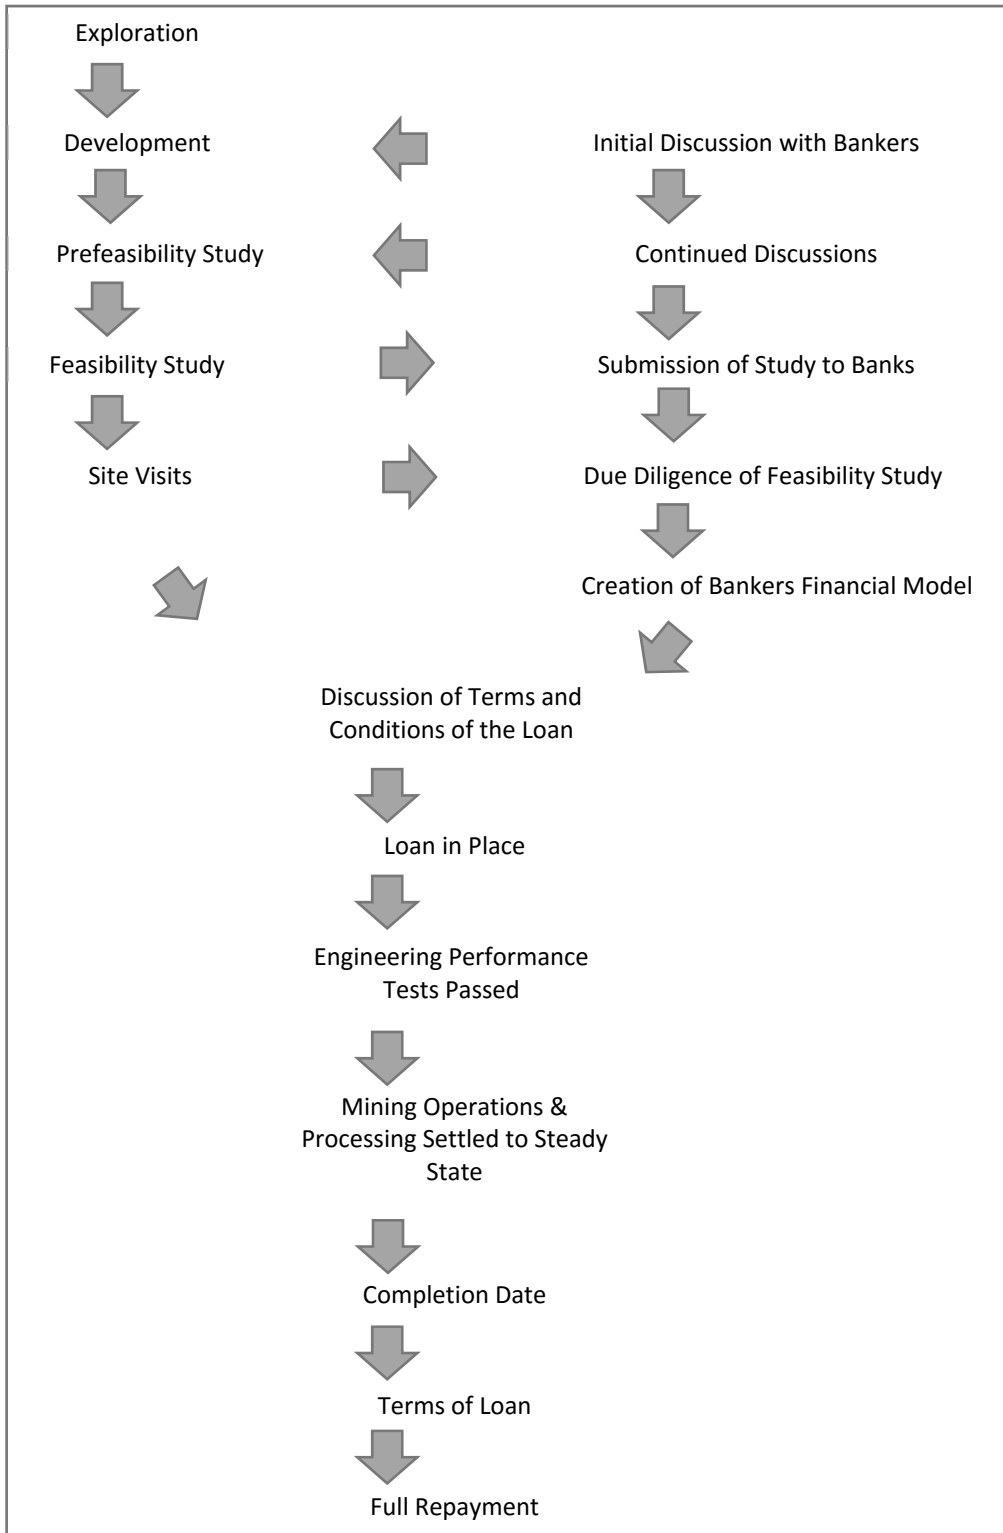 Exploration
Development
Initial Discussion with Bankers
Prefeasibility Study
Continued Discussions
Feasibility Study
Submission of Study to Banks
Site Visits
Due Diligence of Feasibility Study
Creation of Bankers Financial Model
Discussion of Terms and
Conditions of the Loan
Loan in Place
Engineering Performance
Tests Passed
Mining Operations &
Processing Settled to Steady
State
Completion Date
Terms of Loan
Full Repayment